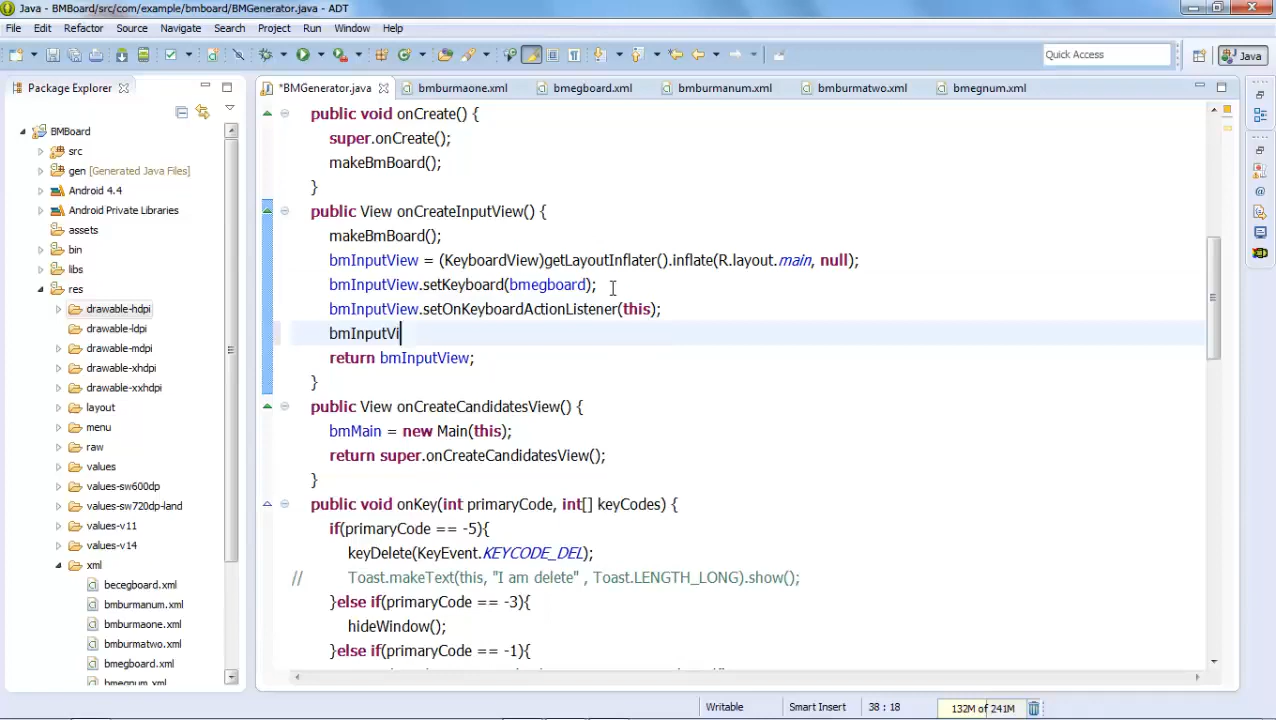 Java - BMBoard/src/com/example/bmboard/BMGenerator.java - ADT
File Edit Refactor Source Navigate Search Project Run Window Help
Quick Access
Java
Package Explorer
*BMGenerator.java bmburmaone.xml bmegboard.xml bmburmanum.xml bmburmatwo.xml bmegnum.xml
BMBoard
src
gen [Generated Java Files]
Android 4.4
Android Private Libraries
assets
bin
libs
res
drawable-hdpi
drawable-ldpi
drawable-mdpi
drawable-xhdpi
drawable-xxhdpi
layout
menu
raw
values
values-sw600dp
values-sw720dp-land
values-v11
values-v14
xml
becegboard.xml
bmburmanum.xml
bmburmaone.xml
bmburmatwo.xml
bmegboard.xml
bmegnum.xml
public void onCreate() {
super.onCreate();
makeBmBoard();
}
public View onCreateInputView() {
makeBmBoard();
bmInputView = (KeyboardView)getLayoutInflater().inflate(R.layout.main, null);
bmInputView.setKeyboard(bmegboard);
bmInputView.setOnKeyboardActionListener(this);
bmInputVi
return bmInputView;
}
public View onCreateCandidatesView() {
bmMain = new Main(this);
return super.onCreateCandidatesView();
}
public void onKey(int primaryCode, int[] keyCodes) {
if(primaryCode == -5){
keyDelete(KeyEvent.KEYCODE_DEL);
// Toast.makeText(this, "I am delete" , Toast.LENGTH_LONG).show();
}else if(primaryCode == -3){
hideWindow();
}else if(primaryCode == -1){
Writable Smart Insert 38 : 18 132M of 241M